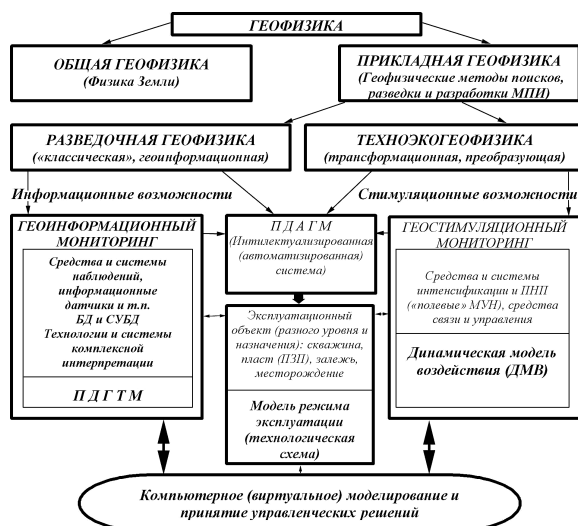 ГЕОФИЗИКА
ОБЩАЯ ГЕОФИЗИКА
(Физика Земли)
ПРИКЛАДНАЯ ГЕОФИЗИКА
(Геофизические методы поисков,
разведки и разработки МПИ)
РАЗВЕДОЧНАЯ ГЕОФИЗИКА
(«классическая», геоинформационная)
ТЕХНОЭКОГЕОФИЗИКА
(трансформационная, преобразующая)
Информационные возможности
Стимуляционные возможности
ГЕОИНФОРМАЦИОННЫЙ
МОНИТОРИНГ
Средства и системы
наблюдений,
информационные
датчики и т.п.
БД и СУБД
Технологии и системы
комплексной
интерпретации
П Д Г Т М
П Д А Г М
(Интилектуализированная
(автоматизированная)
система)
Эксплуатационный
объект (разного уровня и
назначения): скважина,
пласт (ПЗП), залежь,
месторождение
Модель режима
эксплуатации
(технологическая
схема)
ГЕОСТИМУЛЯЦИОННЫЙ
МОНИТОРИНГ
Средства и системы
интенсификации и ПНП
(«полевые» МУН), средства
связи и управления
Динамическая модель
воздействия (ДМВ)
Компьютерное (виртуальное) моделирование и
принятие управленческих решений